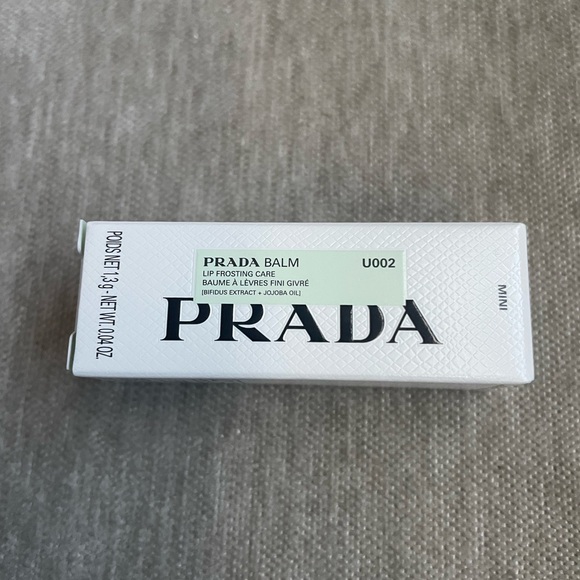 POIDS NET 1,3 g - NET WT. 0.04 OZ.
PRADA BALM U002
LIP FROSTING CARE
BAUME À LÈVRES FINI GIVRÉ
(BIFIDUS EXTRACT + JOJOBA OIL)
PRADA
MINI